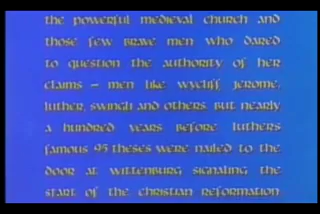 the powerful medieval church and
those few brave men who dared
to question the authority of her
claims – men like wycliff, jerome,
luther, swingli and others. but nearly
a hundred years before luthers
famous 95 theses were nailed to the
door at wittenburg signaling the
start of the christian reformation